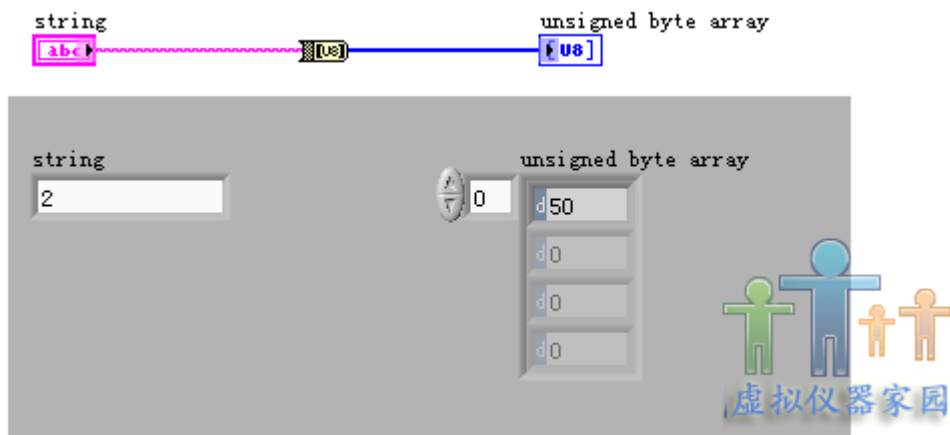 string
unsigned byte array
abc
[U8]
[U8]
string
unsigned byte array
2
0
d 50
d 0
d 0
d 0
虚拟仪器家园